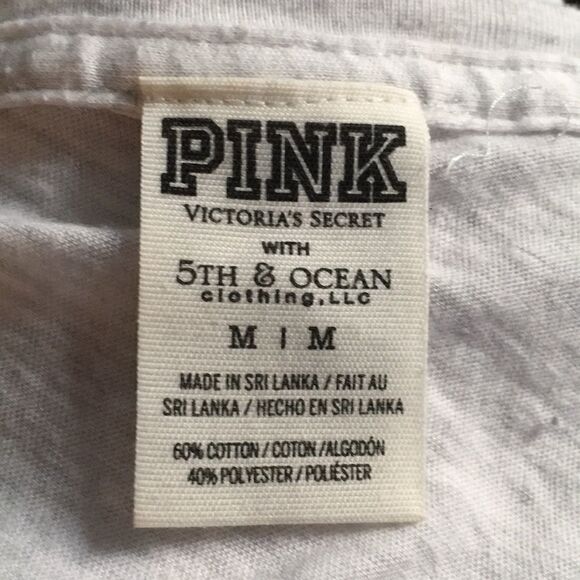 PINK
VICTORIA'S SECRET
WITH
5TH & OCEAN
clothing, LLC
M | M
MADE IN SRI LANKA / FAIT AU
SRI LANKA / HECHO EN SRI LANKA
60% COTTON / COTON / ALGODÓN
40% POLYESTER / POLIÉSTER